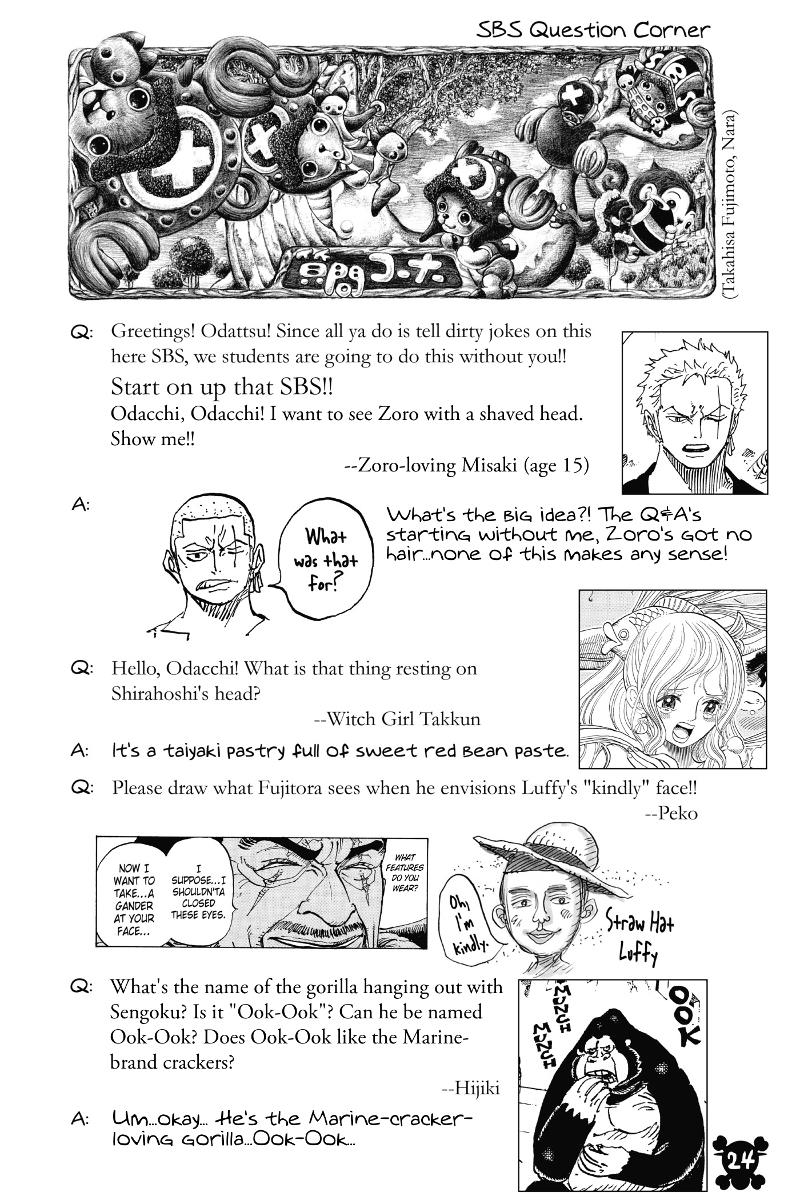 SBS Question Corner
(Takahisa Fujimoto, Nara)
質問コーナー
Q: Greetings! Odattsu! Since all ya do is tell dirty jokes on this
here SBS, we students are going to do this without you!!
Start on up that SBS!!
Odacchi, Odacchi! I want to see Zoro with a shaved head.
Show me!!
--Zoro-loving Misaki (age 15)
A:
What
was that
for?
What's the big idea?! The Q&A's
starting without me, Zoro's got no
hair...none of this makes any sense!
Q: Hello, Odacchi! What is that thing resting on
Shirahoshi's head?
--Witch Girl Takkun
A: It's a taiyaki pastry full of sweet red bean paste.
Q: Please draw what Fujitora sees when he envisions Luffy's "kindly" face!!
--Peko
WHAT
FEATURES
DO YOU
WEAR?
I
SUPPOSE...I
SHOULDN'TA
CLOSED
THESE EYES.
NOW I
WANT TO
TAKE...A
GANDER
AT YOUR
FACE...
Oh,
I'm
kindly.
Straw Hat
Luffy
Q: What's the name of the gorilla hanging out with
Sengoku? Is it "Ook-Ook"? Can he be named
Ook-Ook? Does Ook-Ook like the Marine-
brand crackers?
--Hijiki
MUNCH
MUNCH
OOK
A: Um...okay... He's the Marine-cracker-
loving gorilla...Ook-Ook...
24